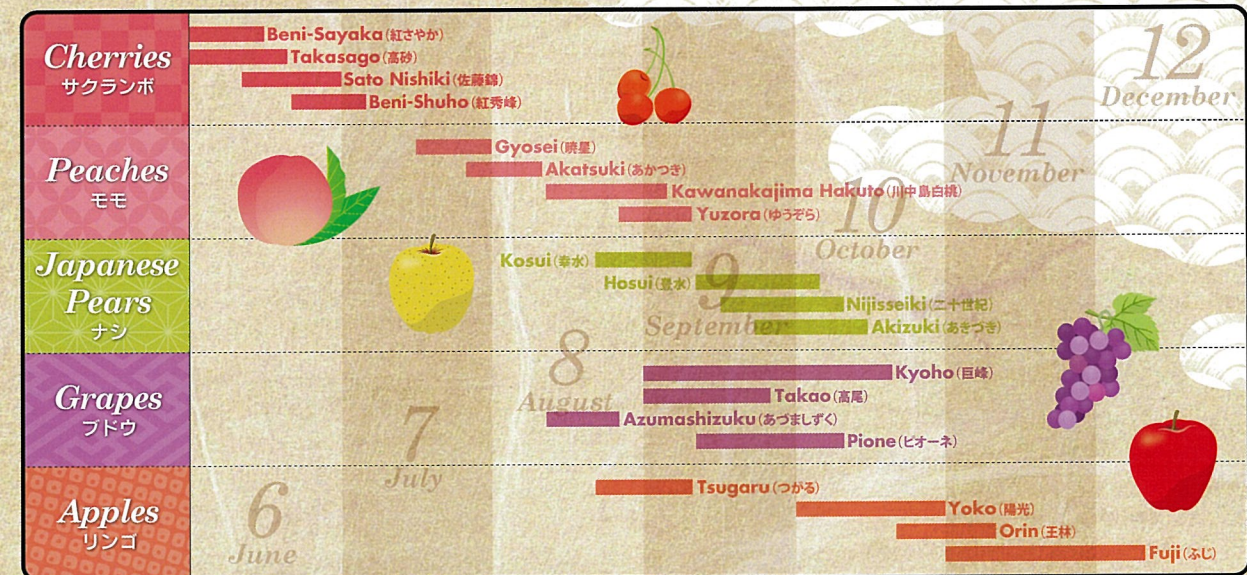 Cherries
サクランボ
Beni-Sayaka (紅さやか)
Takasago (高砂)
Sato Nishiki (佐藤錦)
Beni-Shuho (紅秀峰)
Peaches
モモ
Gyosei (暁星)
Akatsuki (あかつき)
Kawanakajima Hakuto (川中島白桃)
Yuzora (ゆうぞら)
Japanese
Pears
ナシ
Kosui (幸水)
Hosui (豊水)
Nijisseiki (二十世紀)
Akizuki (あきづき)
Grapes
ブドウ
Kyoho (巨峰)
Takao (高尾)
Azumashizuku (あづましずく)
Pione (ピオーネ)
Apples
リンゴ
Tsugaru (つがる)
Yoko (陽光)
Orin (王林)
Fuji (ふじ)
6
June
7
July
8
August
9
September
10
October
11
November
12
December